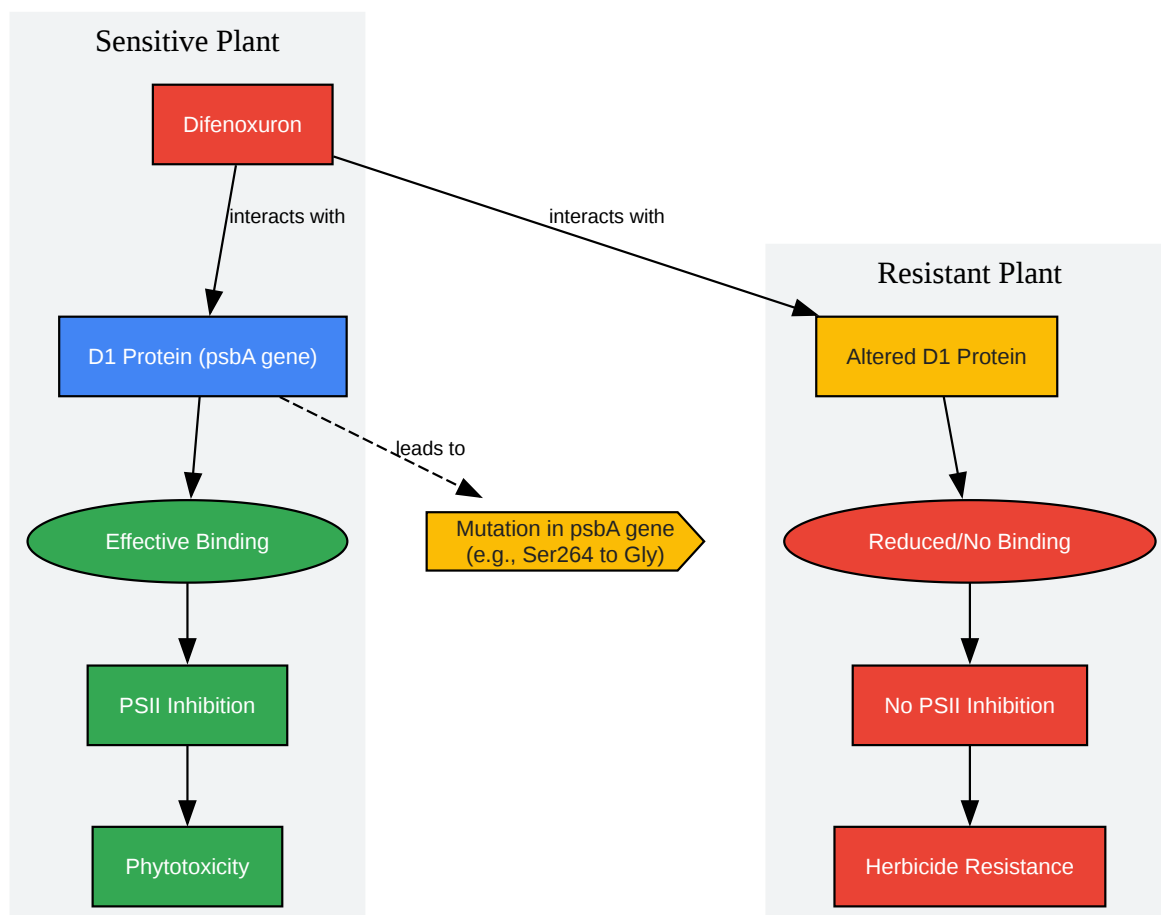 Sensitive Plant
Difenoxuron
interacts with
interacts with
Resistant Plant
D1 Protein (psbA gene)
Altered D1 Protein
leads to
Mutation in psbA gene
(e.g., Ser264 to Gly)
Effective Binding
Reduced/No Binding
PSII Inhibition
No PSII Inhibition
Phytotoxicity
Herbicide Resistance